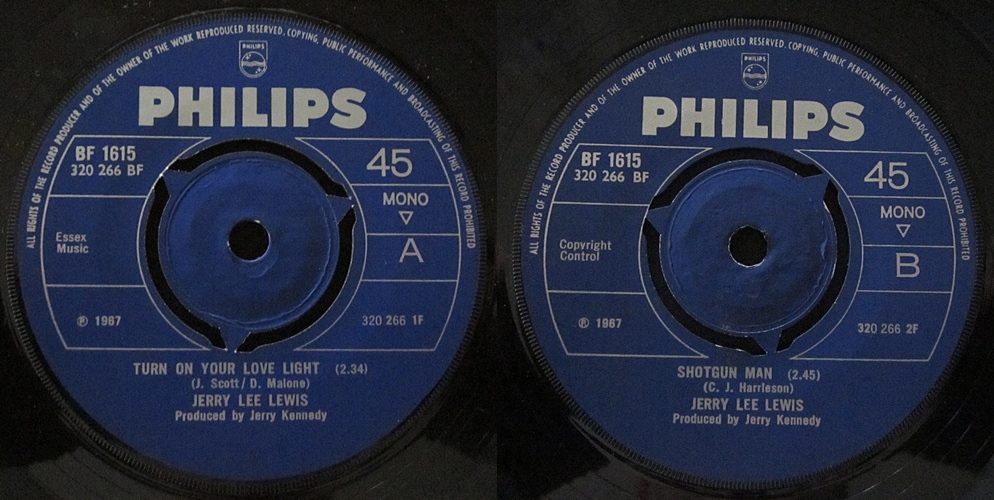 ALL RIGHTS OF THE RECORD PRODUCER AND OF THE OWNER OF THE WORK REPRODUCED RESERVED. COPYING, PUBLIC PERFORMANCE AND BROADCASTING OF THIS RECORD PROHIBITED
PHILIPS
PHILIPS
BF 1615
320 266 BF
45
MONO
A
Essex
Music
℗ 1967
320 266 1F
TURN ON YOUR LOVE LIGHT (2.34)
(J. Scott/ D. Malone)
JERRY LEE LEWIS
Produced by Jerry Kennedy
ALL RIGHTS OF THE RECORD PRODUCER AND OF THE OWNER OF THE WORK REPRODUCED RESERVED. COPYING, PUBLIC PERFORMANCE AND BROADCASTING OF THIS RECORD PROHIBITED
PHILIPS
PHILIPS
BF 1615
320 266 BF
45
MONO
B
Copyright
Control
℗ 1967
320 266 2F
SHOTGUN MAN (2.45)
(C. J. Harrieson)
JERRY LEE LEWIS
Produced by Jerry Kennedy